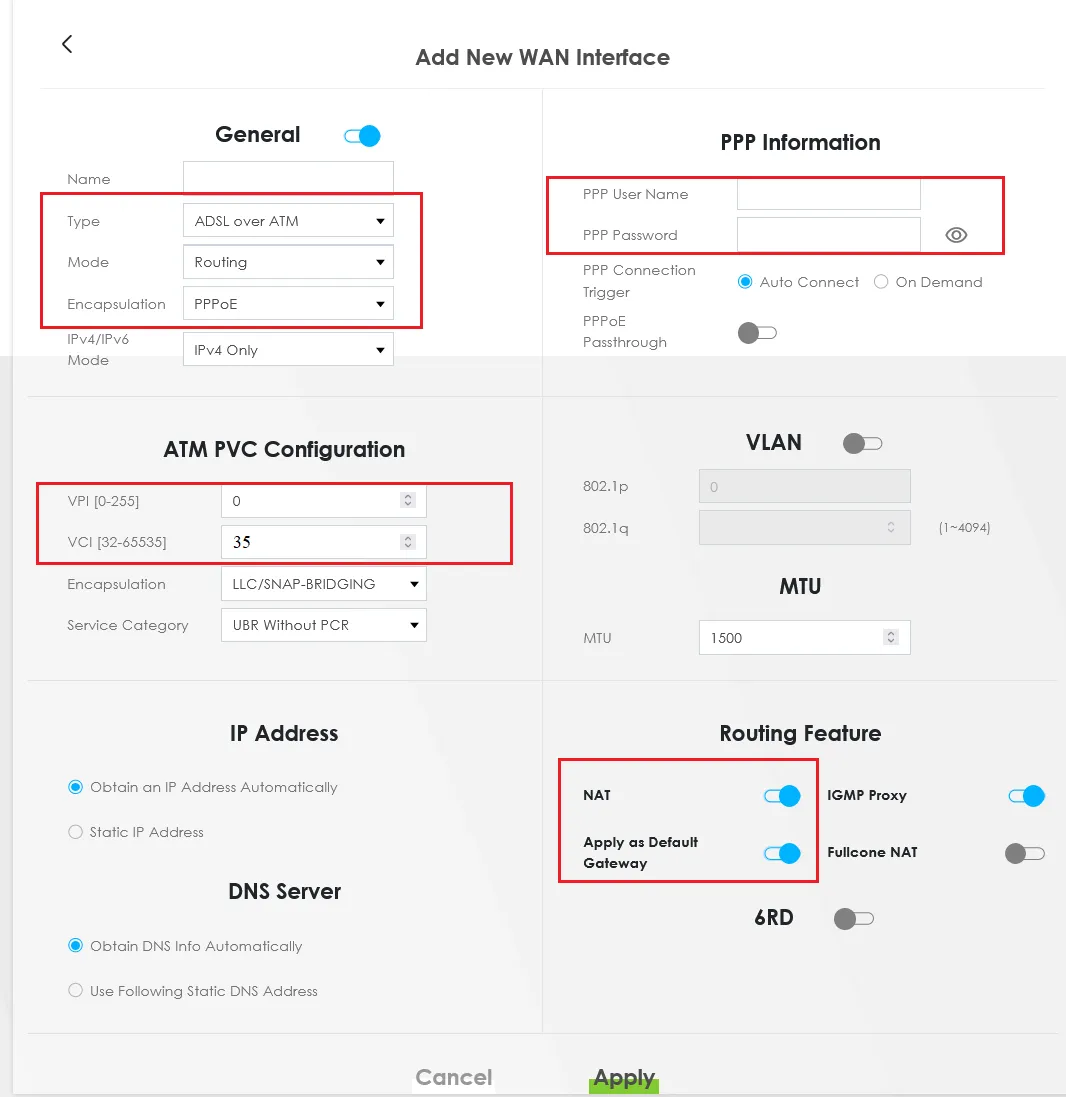 Add New WAN Interface
General
Name
Type ADSL over ATM
Mode Routing
Encapsulation PPPoE
IPv4/IPv6
Mode
IPv4 Only
PPP Information
PPP User Name
PPP Password
PPP Connection
Trigger
Auto Connect On Demand
PPPoE
Passthrough
ATM PVC Configuration
VPI [0-255] 0
VCI [32-65535] 35
Encapsulation LLC/SNAP-BRIDGING
Service Category UBR Without PCR
VLAN
802.1p 0
802.1q (1~4094)
MTU
MTU 1500
IP Address
Obtain an IP Address Automatically
Static IP Address
DNS Server
Obtain DNS Info Automatically
Use Following Static DNS Address
Routing Feature
NAT IGMP Proxy
Apply as Default
Gateway
Fullcone NAT
6RD
Cancel Apply